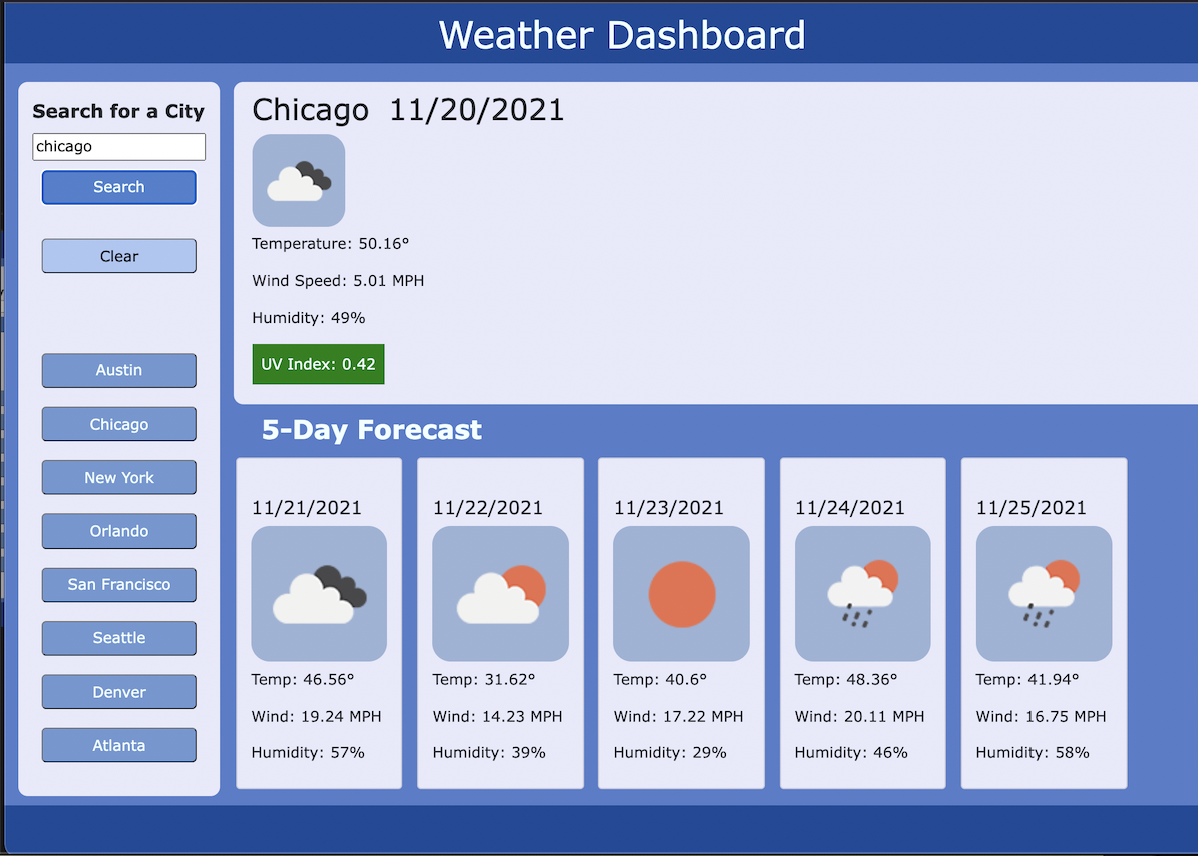 Weather Dashboard
Search for a City
chicago
Search
Clear
Austin
Chicago
New York
Orlando
San Francisco
Seattle
Denver
Atlanta
Chicago 11/20/2021
Temperature: 50.16°
Wind Speed: 5.01 MPH
Humidity: 49%
UV Index: 0.42
5-Day Forecast
11/21/2021
Temp: 46.56°
Wind: 19.24 MPH
Humidity: 57%
11/22/2021
Temp: 31.62°
Wind: 14.23 MPH
Humidity: 39%
11/23/2021
Temp: 40.6°
Wind: 17.22 MPH
Humidity: 29%
11/24/2021
Temp: 48.36°
Wind: 20.11 MPH
Humidity: 46%
11/25/2021
Temp: 41.94°
Wind: 16.75 MPH
Humidity: 58%